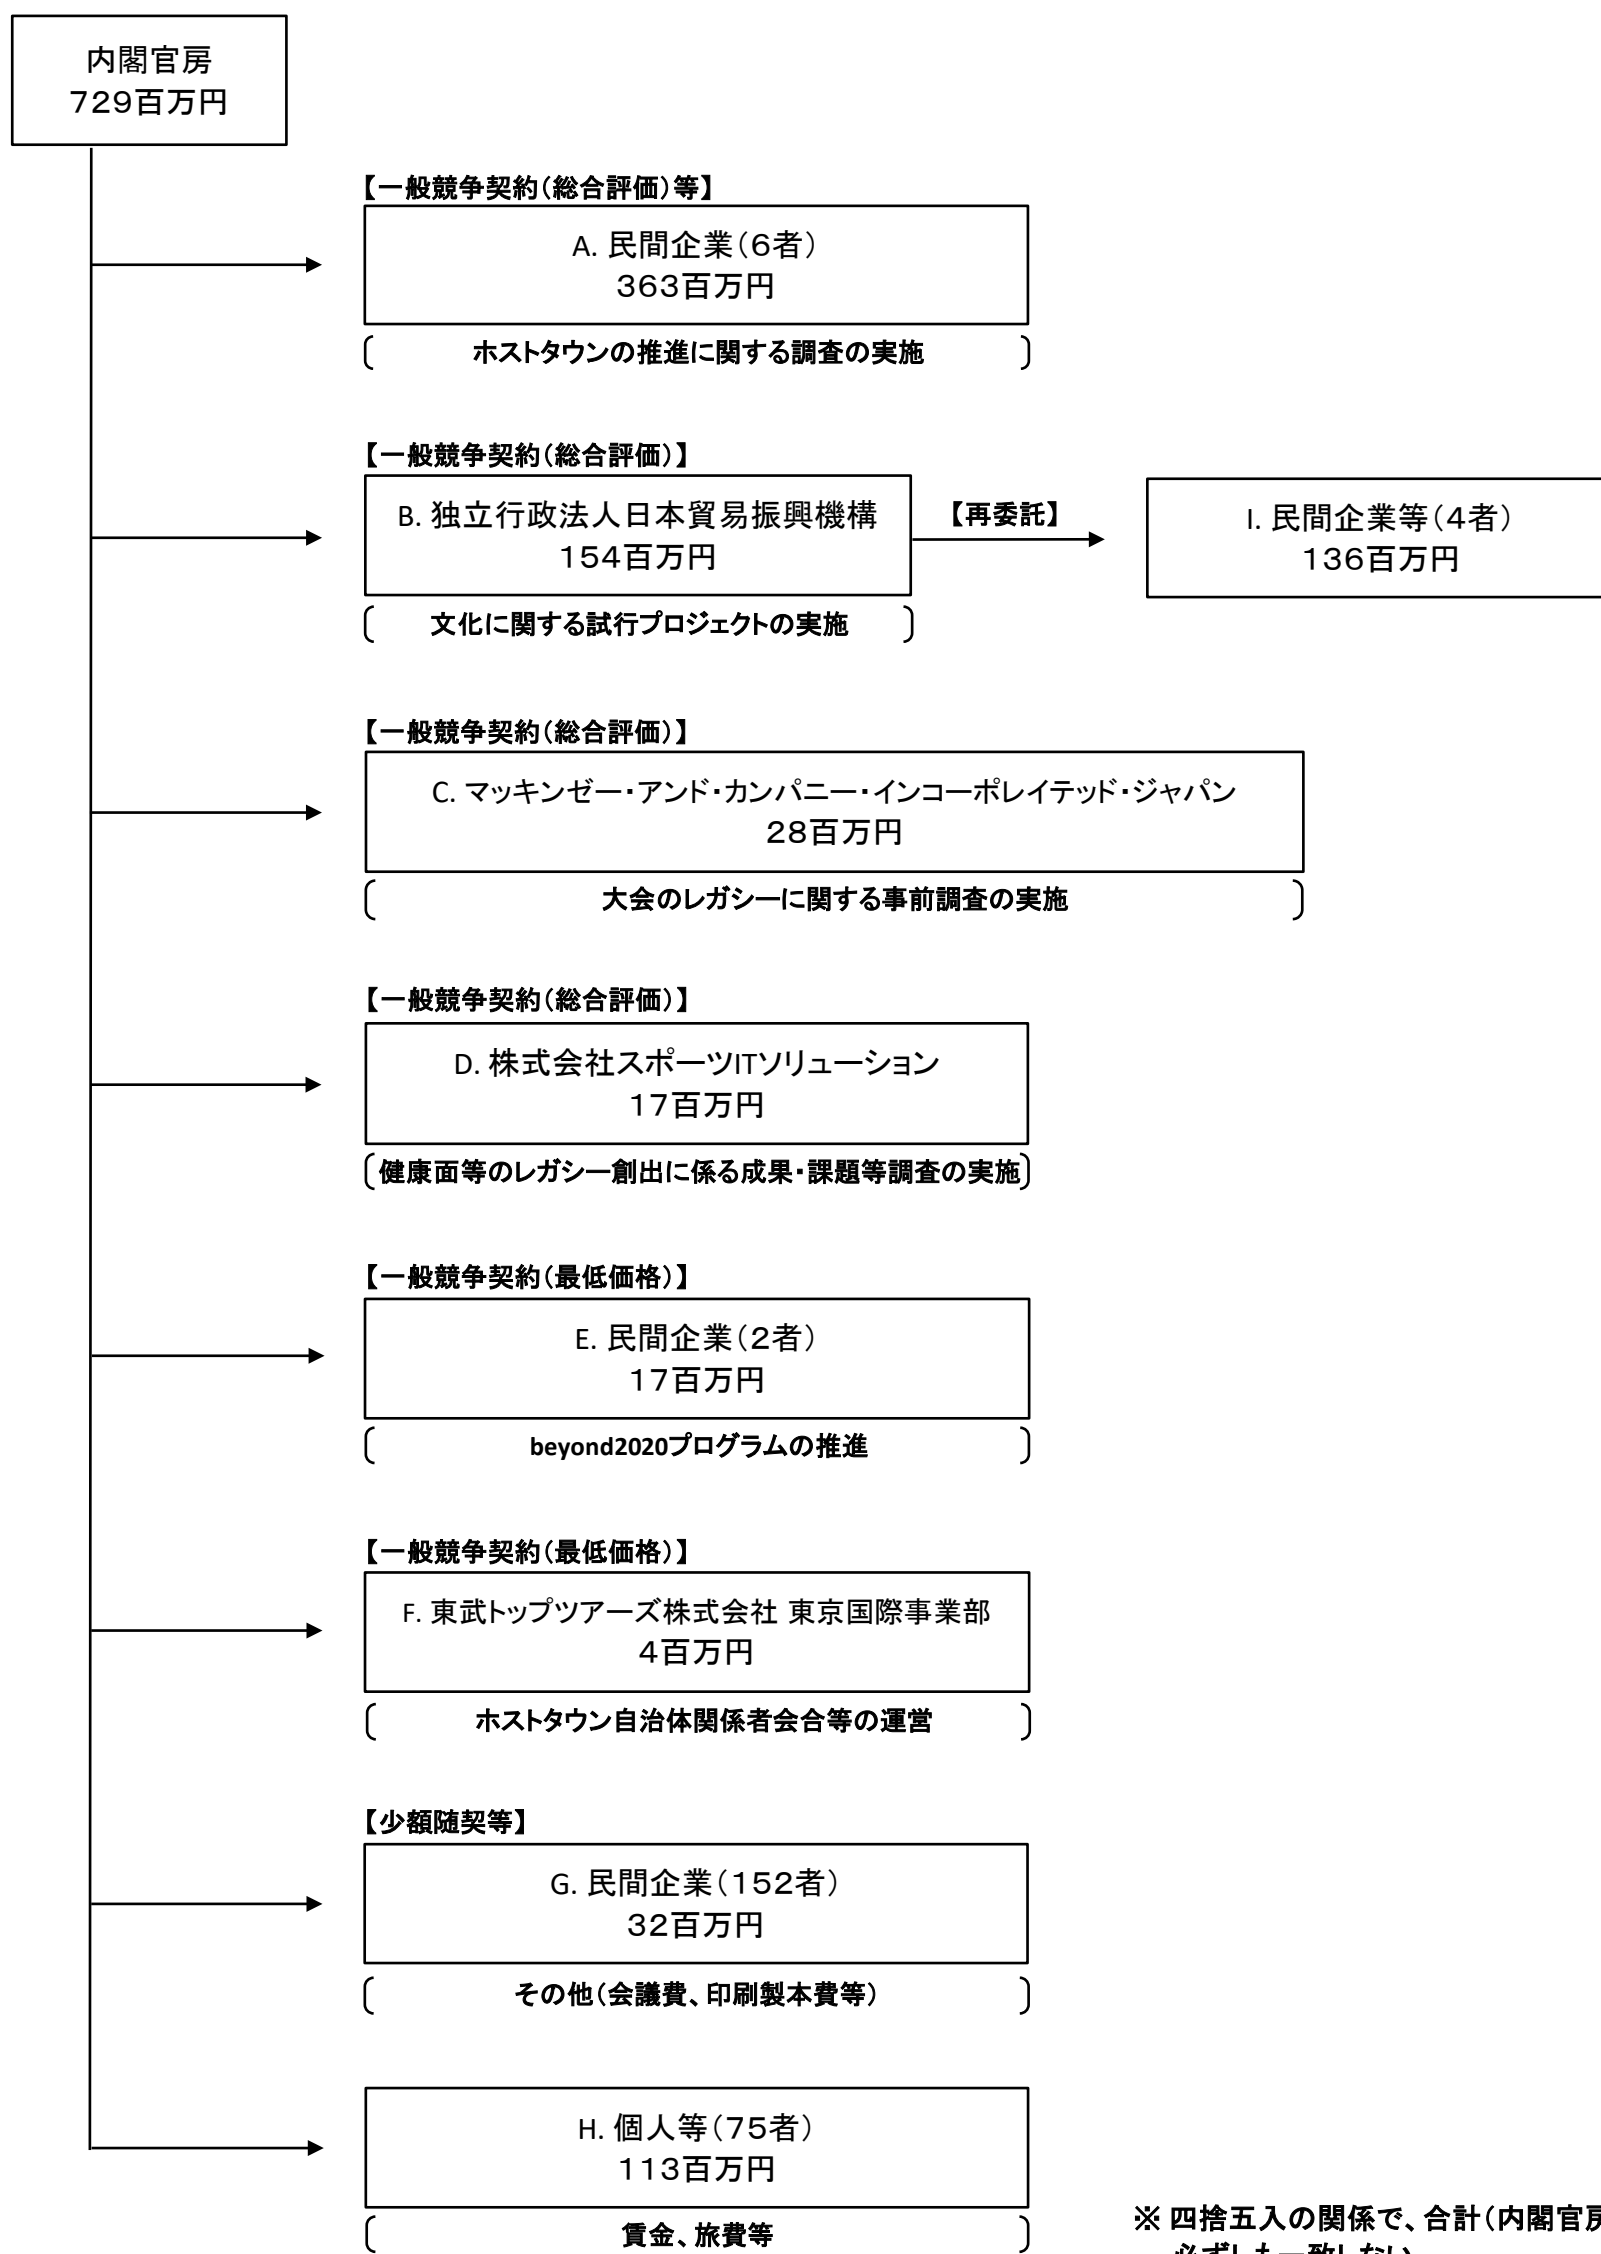 内閣官房
729百万円
【一般競争契約（総合評価）等】
A. 民間企業（6者）
363百万円
ホストタウンの推進に関する調査の実施
【一般競争契約（総合評価）】
B. 独立行政法人日本貿易振興機構
154百万円
文化に関する試行プロジェクトの実施
【再委託】
I. 民間企業等（4者）
136百万円
【一般競争契約（総合評価）】
C. マッキンゼー・アンド・カンパニー・インコーポレイテッド・ジャパン
28百万円
大会のレガシーに関する事前調査の実施
【一般競争契約（総合評価）】
D. 株式会社スポーツITソリューション
17百万円
健康面等のレガシー創出に係る成果・課題等調査の実施
【一般競争契約（最低価格）】
E. 民間企業（2者）
17百万円
beyond2020プログラムの推進
【一般競争契約（最低価格）】
F. 東武トップツアーズ株式会社 東京国際事業部
4百万円
ホストタウン自治体関係者会合等の運営
【少額随契等】
G. 民間企業（152者）
32百万円
その他（会議費、印刷製本費等）
H. 個人等（75者）
113百万円
賃金、旅費等
※ 四捨五入の関係で、合計（内閣官房
必ずしも一致しない